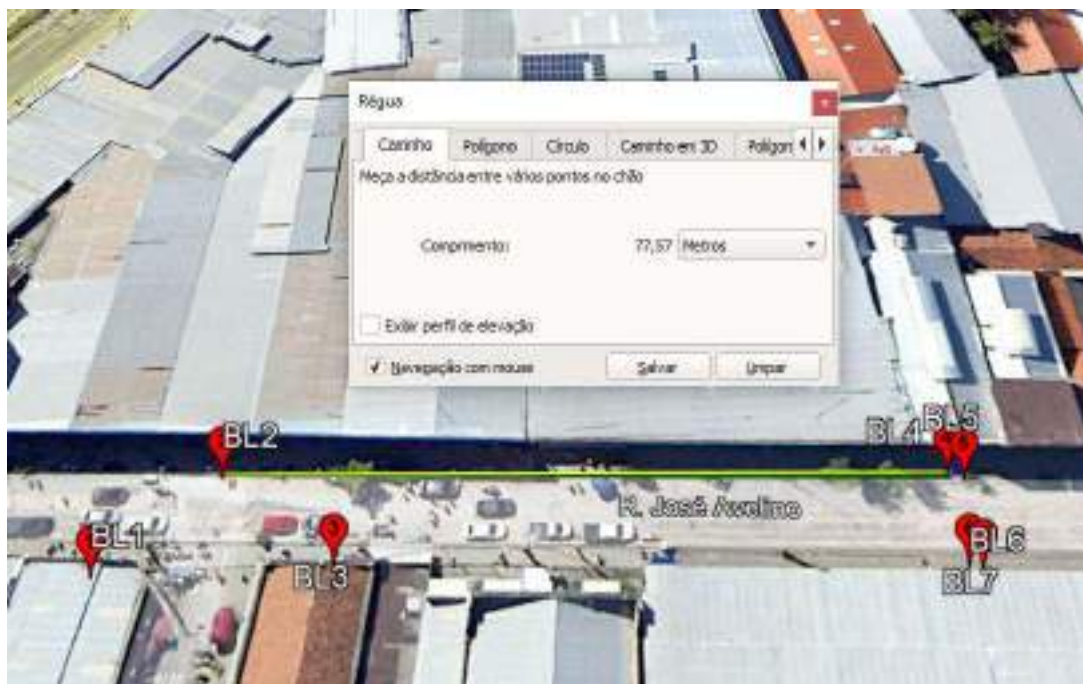 Régua
Caminho Polígono Círculo Caminho em 3D Polígon
Meça a distância entre vários pontos no chão
Comprimento: 77,57 Metros
Exibir perfil de elevação
Navegação com mouse Salvar Limpar
BL2
BL4 BL5
R. José Avelino
BL1
BL3
BL6
BL7